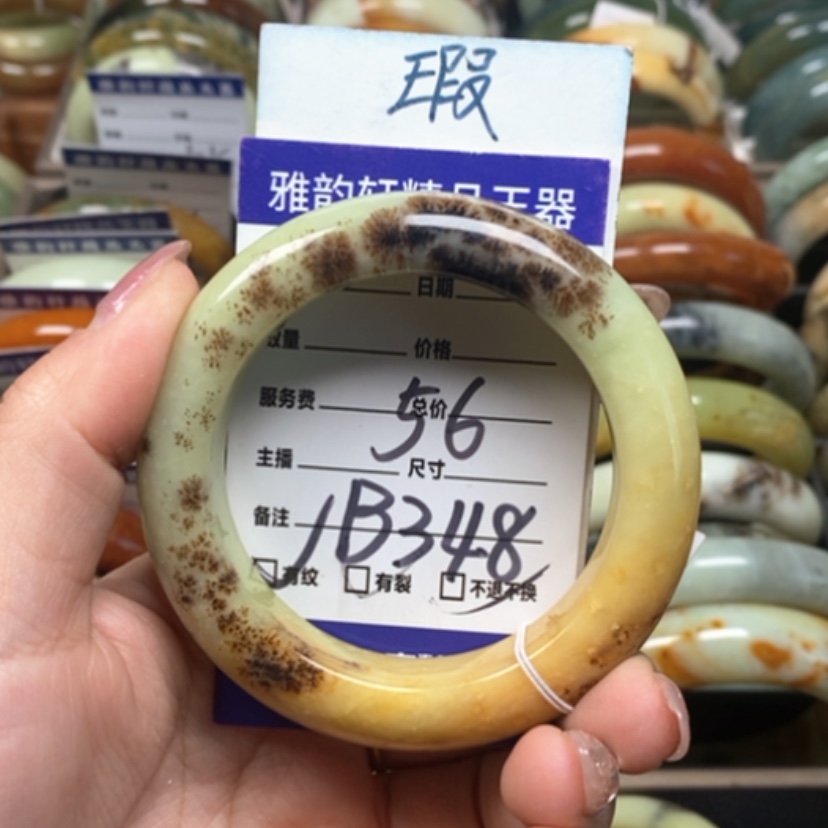 瑕
雅韵轩精品玉器
日期
数量 价格
服务费 总价
56
主播 尺寸
备注 1B348
有纹 有裂 不退不换